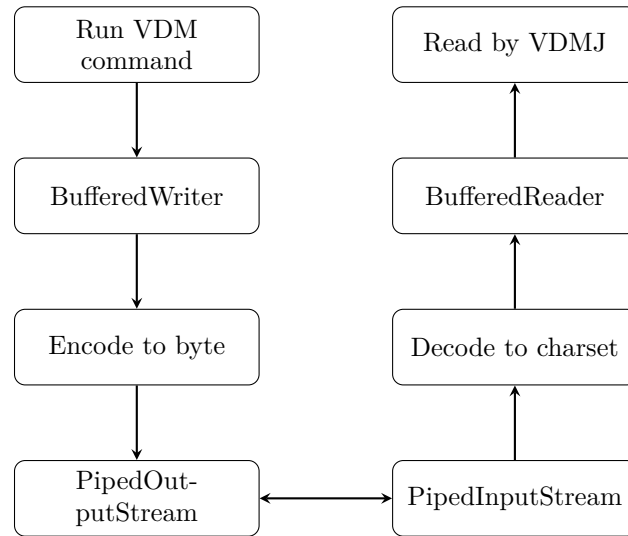 Run VDM
command
BufferedWriter
Encode to byte
PipedOut-
putStream
Read by VDMJ
BufferedReader
Decode to charset
PipedInputStream